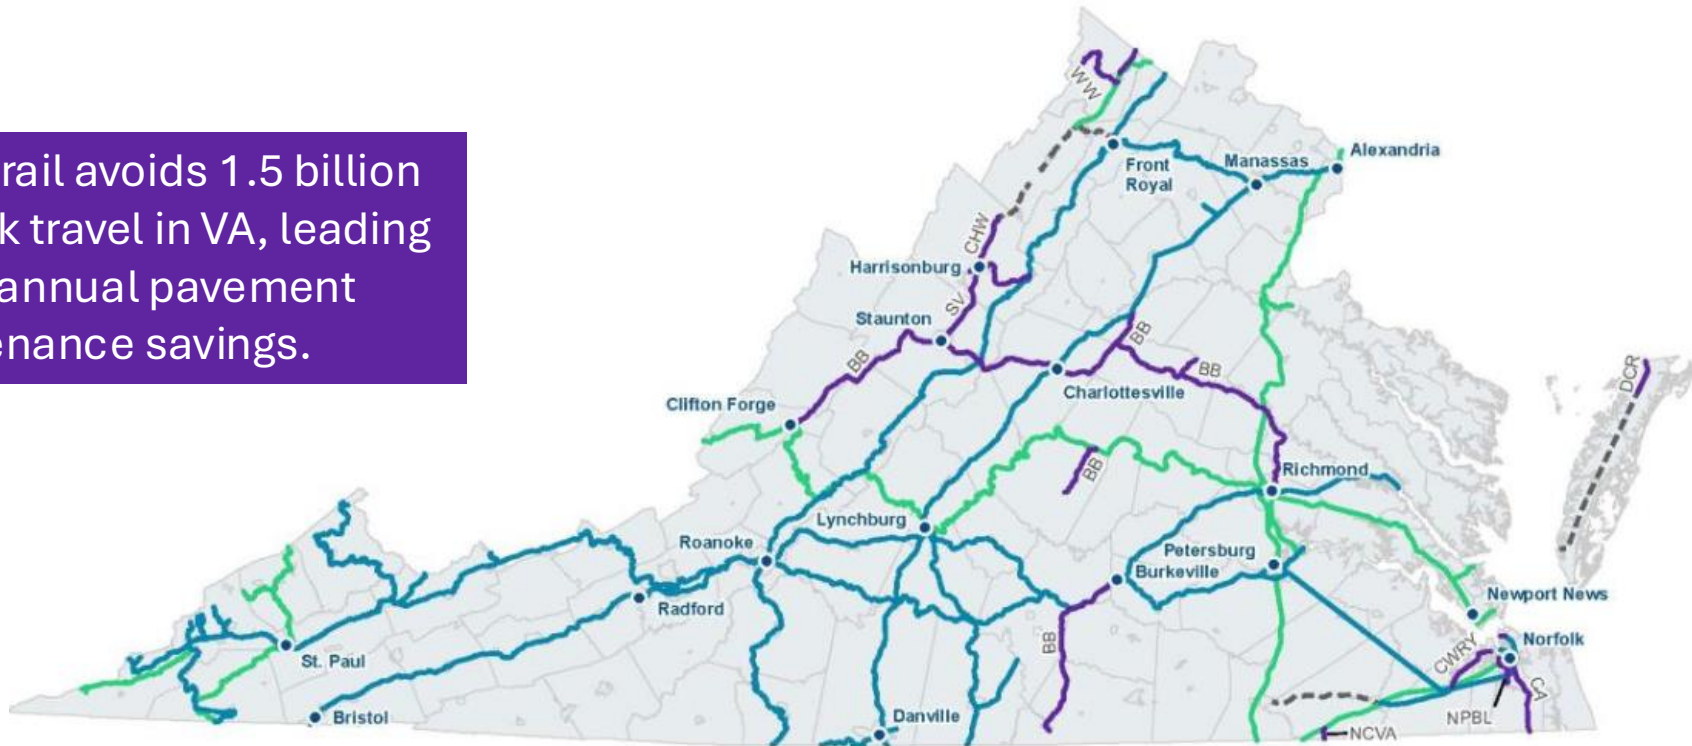 rail avoids 1.5 billion
k travel in VA, leading
annual pavement
enance savings.
WW
Front
Royal
Manassas
Alexandria
CHW
Harrisonburg
SV
Staunton
BB
BB
BB
Charlottesville
Clifton Forge
DCR
BB
Richmond
Lynchburg
Roanoke
Petersburg
Burkeville
Radford
Newport News
St. Paul
BB
CWRY
Norfolk
CA
Bristol
Danville
NPBL
NCVA